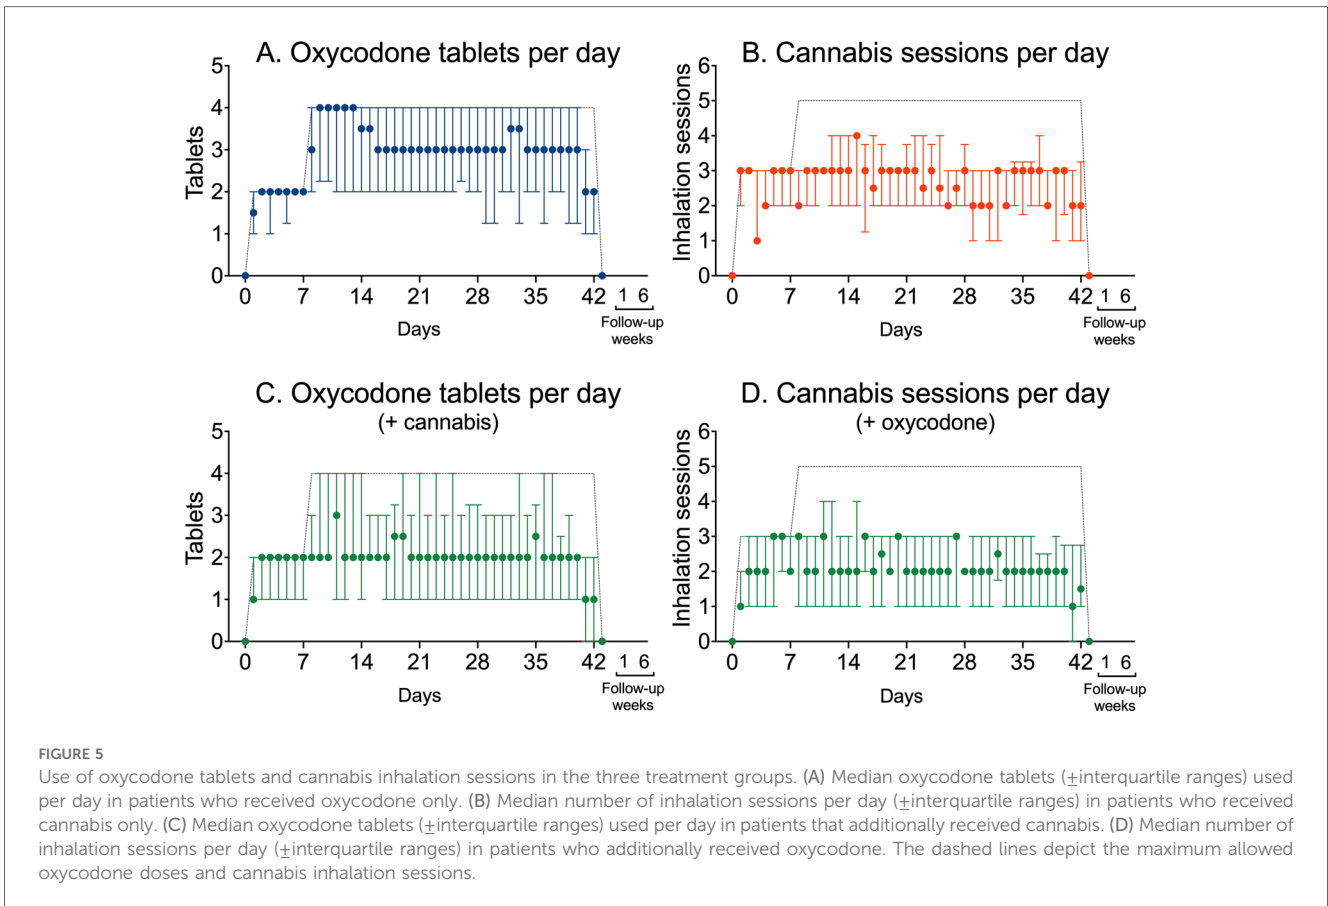 A. Oxycodone tablets per day
5
4
3
2
1
0
Tablets
0 7 14 21 28 35 42 1 6
Days
Follow-up
weeks
B. Cannabis sessions per day
6
5
4
3
2
1
0
Inhalation sessions
0 7 14 21 28 35 42 1 6
Days
Follow-up
weeks
C. Oxycodone tablets per day
(+ cannabis)
5
4
3
2
1
0
Tablets
0 7 14 21 28 35 42 1 6
Days
Follow-up
weeks
D. Cannabis sessions per day
(+ oxycodone)
6
5
4
3
2
1
0
Inhalation sessions
0 7 14 21 28 35 42 1 6
Days
Follow-up
weeks
FIGURE 5
Use of oxycodone tablets and cannabis inhalation sessions in the three treatment groups. (A) Median oxycodone tablets (±interquartile ranges) used
per day in patients who received oxycodone only. (B) Median number of inhalation sessions per day (±interquartile ranges) in patients who received
cannabis only. (C) Median oxycodone tablets (±interquartile ranges) used per day in patients that additionally received cannabis. (D) Median number of
inhalation sessions per day (±interquartile ranges) in patients who additionally received oxycodone. The dashed lines depict the maximum allowed
oxycodone doses and cannabis inhalation sessions.